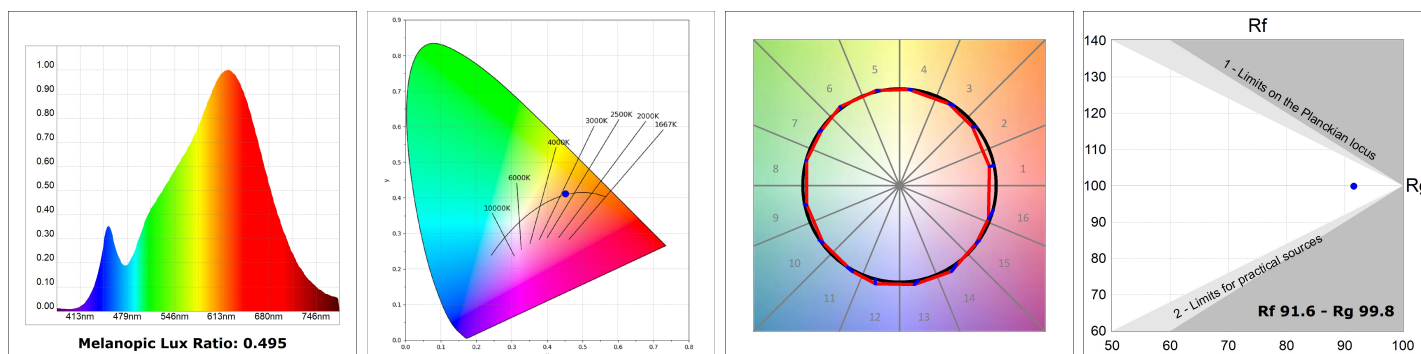 1.00
0.90
0.80
0.70
0.60
0.50
0.40
0.30
0.20
0.10
0.00
413nm 479nm 546nm 613nm 680nm 746nm
Melanopic Lux Ratio: 0.495
0.9
0.8
0.7
0.6
0.5
0.4
0.3
0.2
0.1
0.0
y
0.0 0.1 0.2 0.3 0.4 0.5 0.6 0.7 0.8
10000K
6000K
4000K
3000K
2500K
2000K
1667K
1
2
3
4
5
6
7
8
9
10
11
12
13
14
15
16
Rf
140
130
120
110
100
90
80
70
60
50 60 70 80 90 100
1 - Limits on the Planckian locus
2 - Limits for practical sources
Rf 91.6 - Rg 99.8